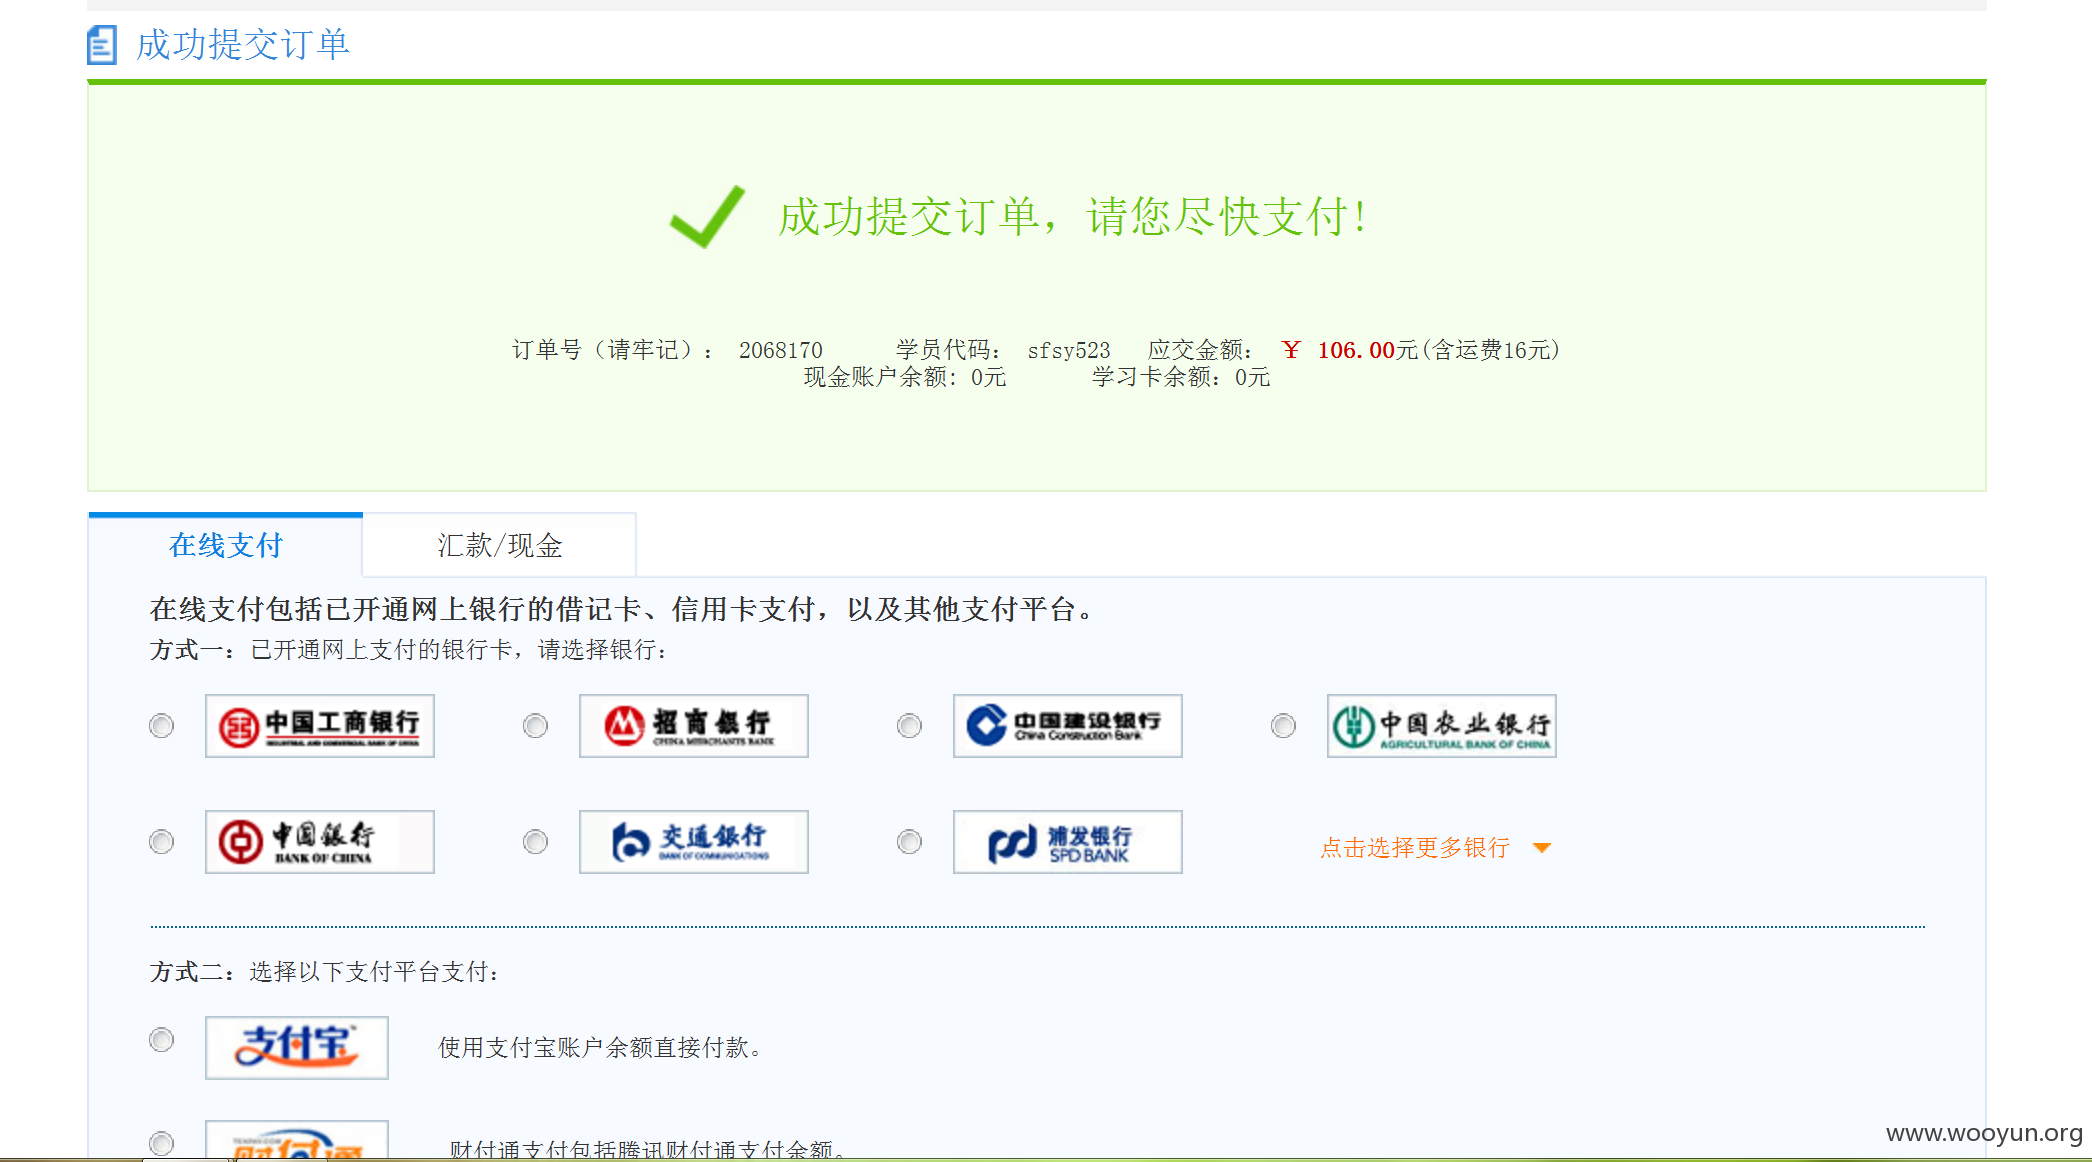 成功提交订单
成功提交订单，请您尽快支付！
订单号（请牢记）： 2068170 学员代码： sfsy523 应交金额： ￥ 106.00元(含运费16元)
现金账户余额：0元 学习卡余额：0元
在线支付 汇款/现金
在线支付包括已开通网上银行的借记卡、信用卡支付，以及其他支付平台。
方式一：已开通网上支付的银行卡，请选择银行：
中国工商银行 招商银行 中国建设银行 中国农业银行
INDUSTRIAL AND COMMERCIAL BANK OF CHINA CHINA MERCHANTS BANK China Construction Bank AGRICULTURAL BANK OF CHINA
中国银行 交通银行 浦发银行 点击选择更多银行
BANK OF CHINA BANK OF COMMUNICATIONS SPD BANK
方式二：选择以下支付平台支付：
支付宝 使用支付宝账户余额直接付款。
财付通 财付通支付包括腾讯财付通支付余额。
www.wooyun.org